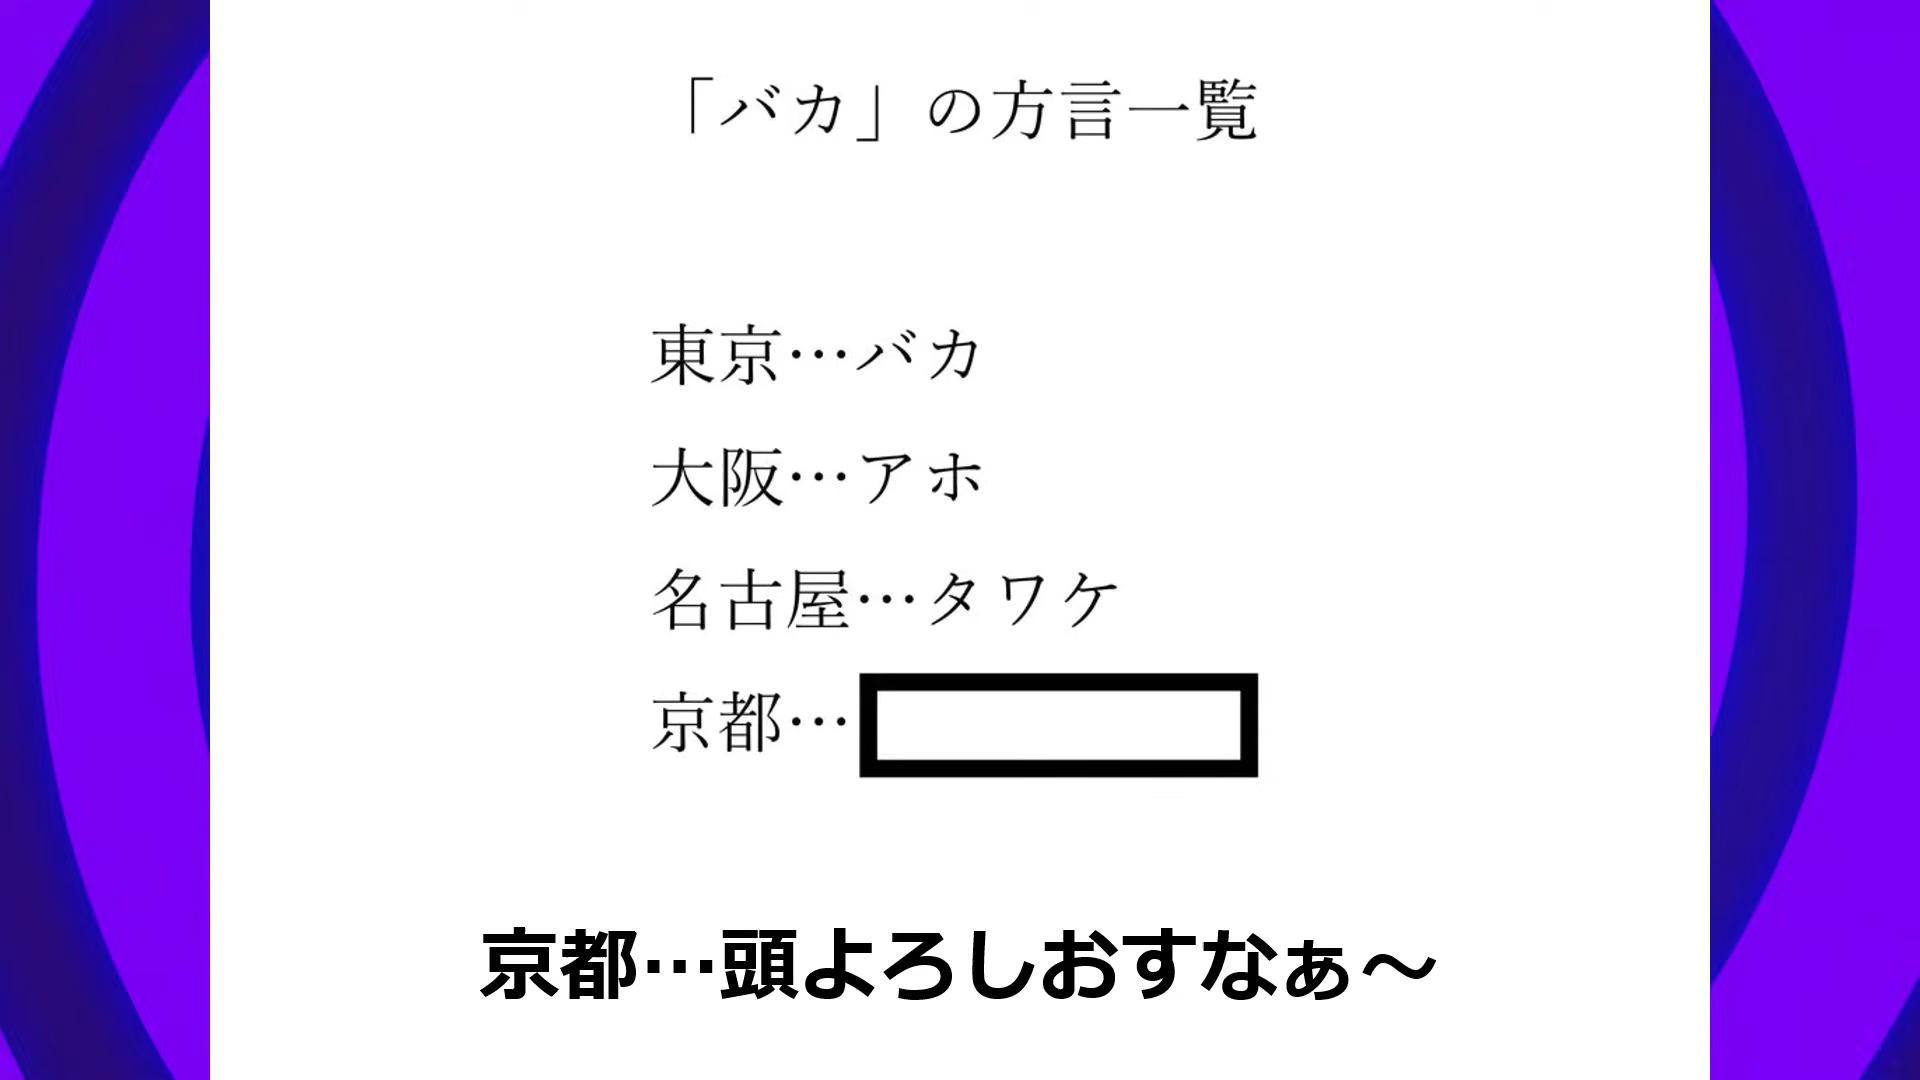 「バカ」の方言一覧
東京…バカ
大阪…アホ
名古屋…タワケ
京都…
京都…頭よろしおすなぁ～